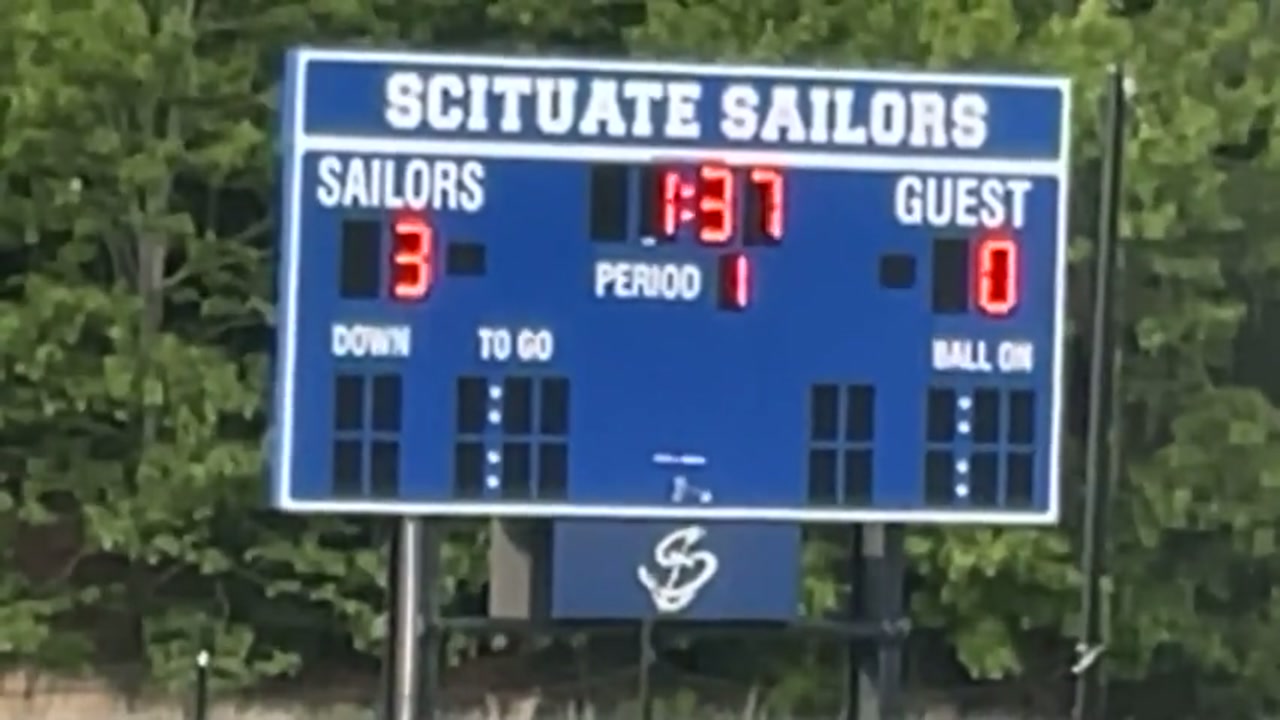 SCITUATE SAILORS
SAILORS 1:37 GUEST
3 PERIOD 1 0
DOWN TO GO BALL ON
S